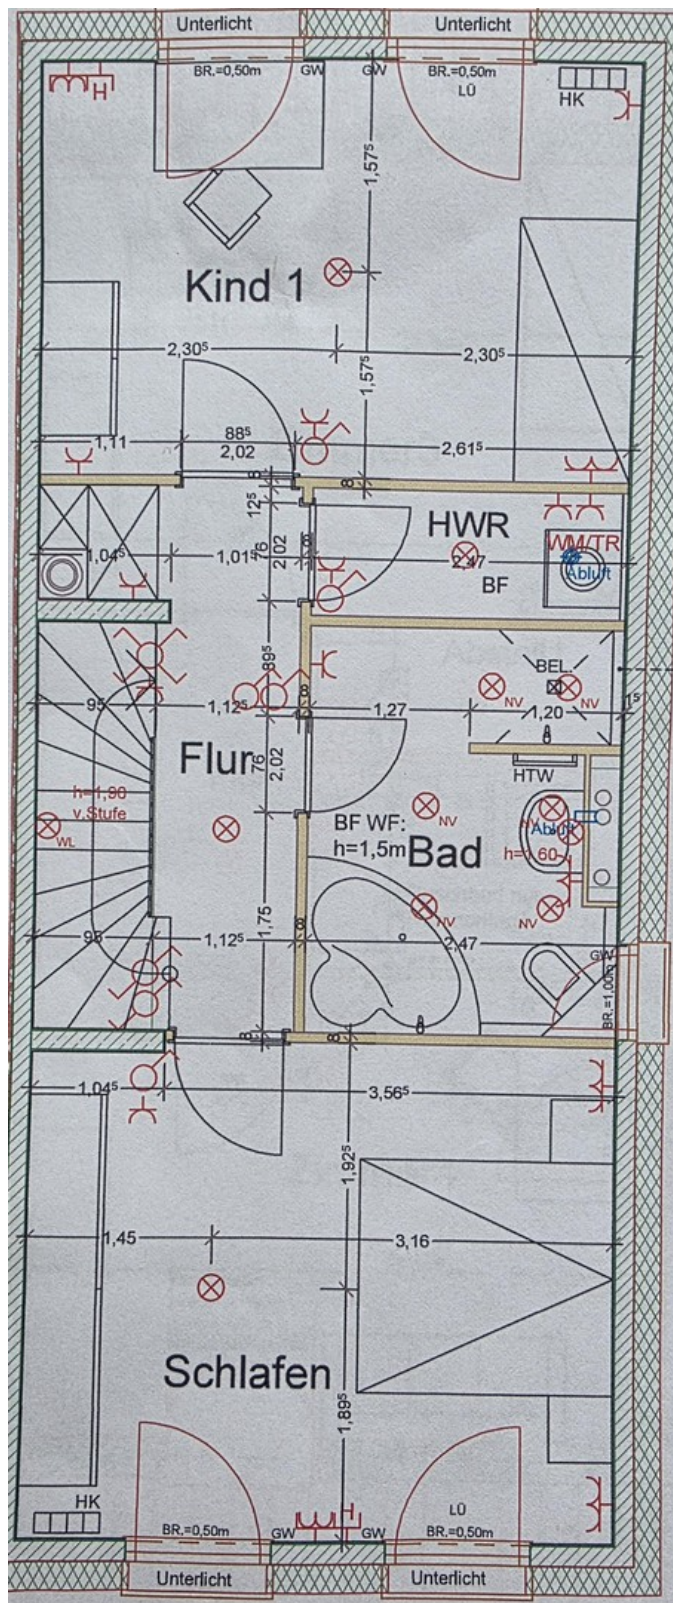 Unterlicht
Unterlicht
BR.=0,50m
GW
GW
BR.=0,50m
LÜ
HK
H
1,57⁵
Kind 1
2,30⁵
2,30⁵
1,57⁵
1,11
88⁵
2,02
2,61⁵
8
8
12⁵
HWR
WM/TR
1,04⁵
1,01⁵
76
2,02
2,47
BF
Abluft
89⁵
BEL.
NV
NV
95
1,12⁵
8
1,27
1,20
1⁵
Flur
76
2,02
8
HTW
h=1,90
v.Stufe
WL
BF WF:
h=1,5m
NV
Bad
Abluft
h=1,60
NV
NV
1,75
8
95
1,12⁵
2,47
GW
BR.=1,00m
8
8
8
1,04⁵
3,56⁵
1,92⁵
1,45
3,16
Schlafen
1,89⁵
HK
LÜ
BR.=0,50m
GW
GW
BR.=0,50m
Unterlicht
Unterlicht